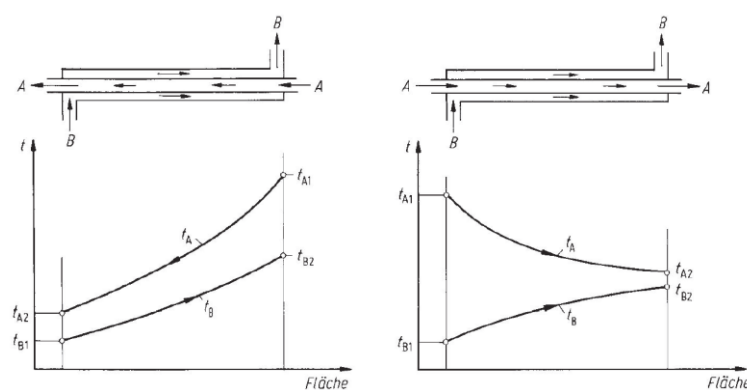 B
A
A
B
t
t_A1
t_A
t_B2
t_A2
t_B
t_B1
Fläche
B
A
A
B
t
t_A1
t_A
t_A2
t_B2
t_B
t_B1
Fläche